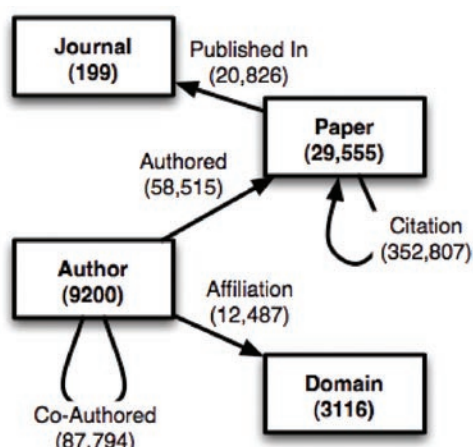 Journal
(199)
Published In
(20,826)
Paper
(29,555)
Authored
(58,515)
Citation
(352,807)
Author
(9200)
Affiliation
(12,487)
Domain
(3116)
Co-Authored
(87,794)